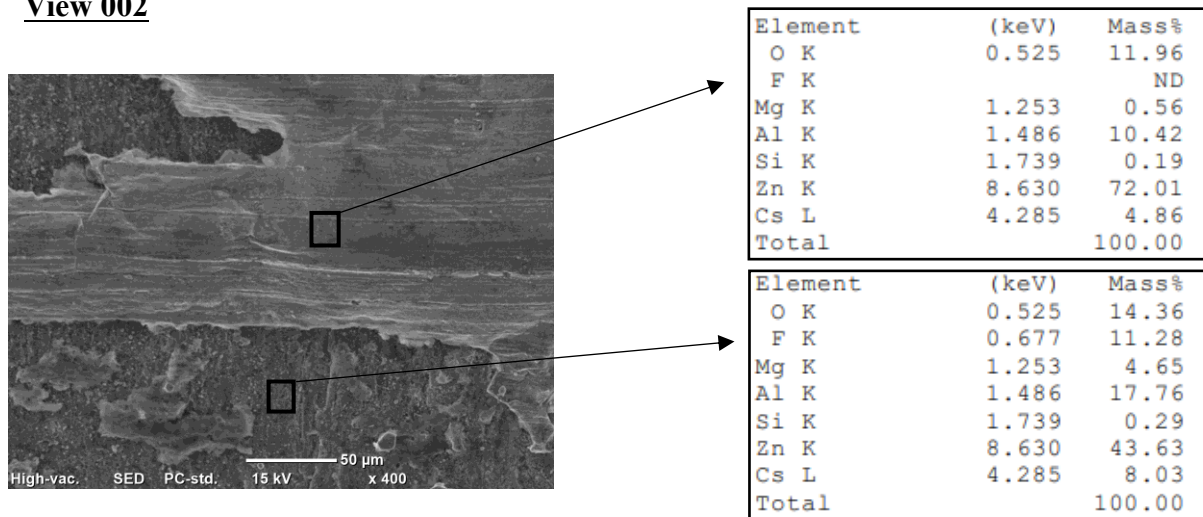 View 002
Element (keV) Mass%
O K 0.525 11.96
F K ND
Mg K 1.253 0.56
Al K 1.486 10.42
Si K 1.739 0.19
Zn K 8.630 72.01
Cs L 4.285 4.86
Total 100.00
Element (keV) Mass%
O K 0.525 14.36
F K 0.677 11.28
Mg K 1.253 4.65
Al K 1.486 17.76
Si K 1.739 0.29
Zn K 8.630 43.63
Cs L 4.285 8.03
Total 100.00
50 µm
High-vac. SED PC-std. 15 kV x 400